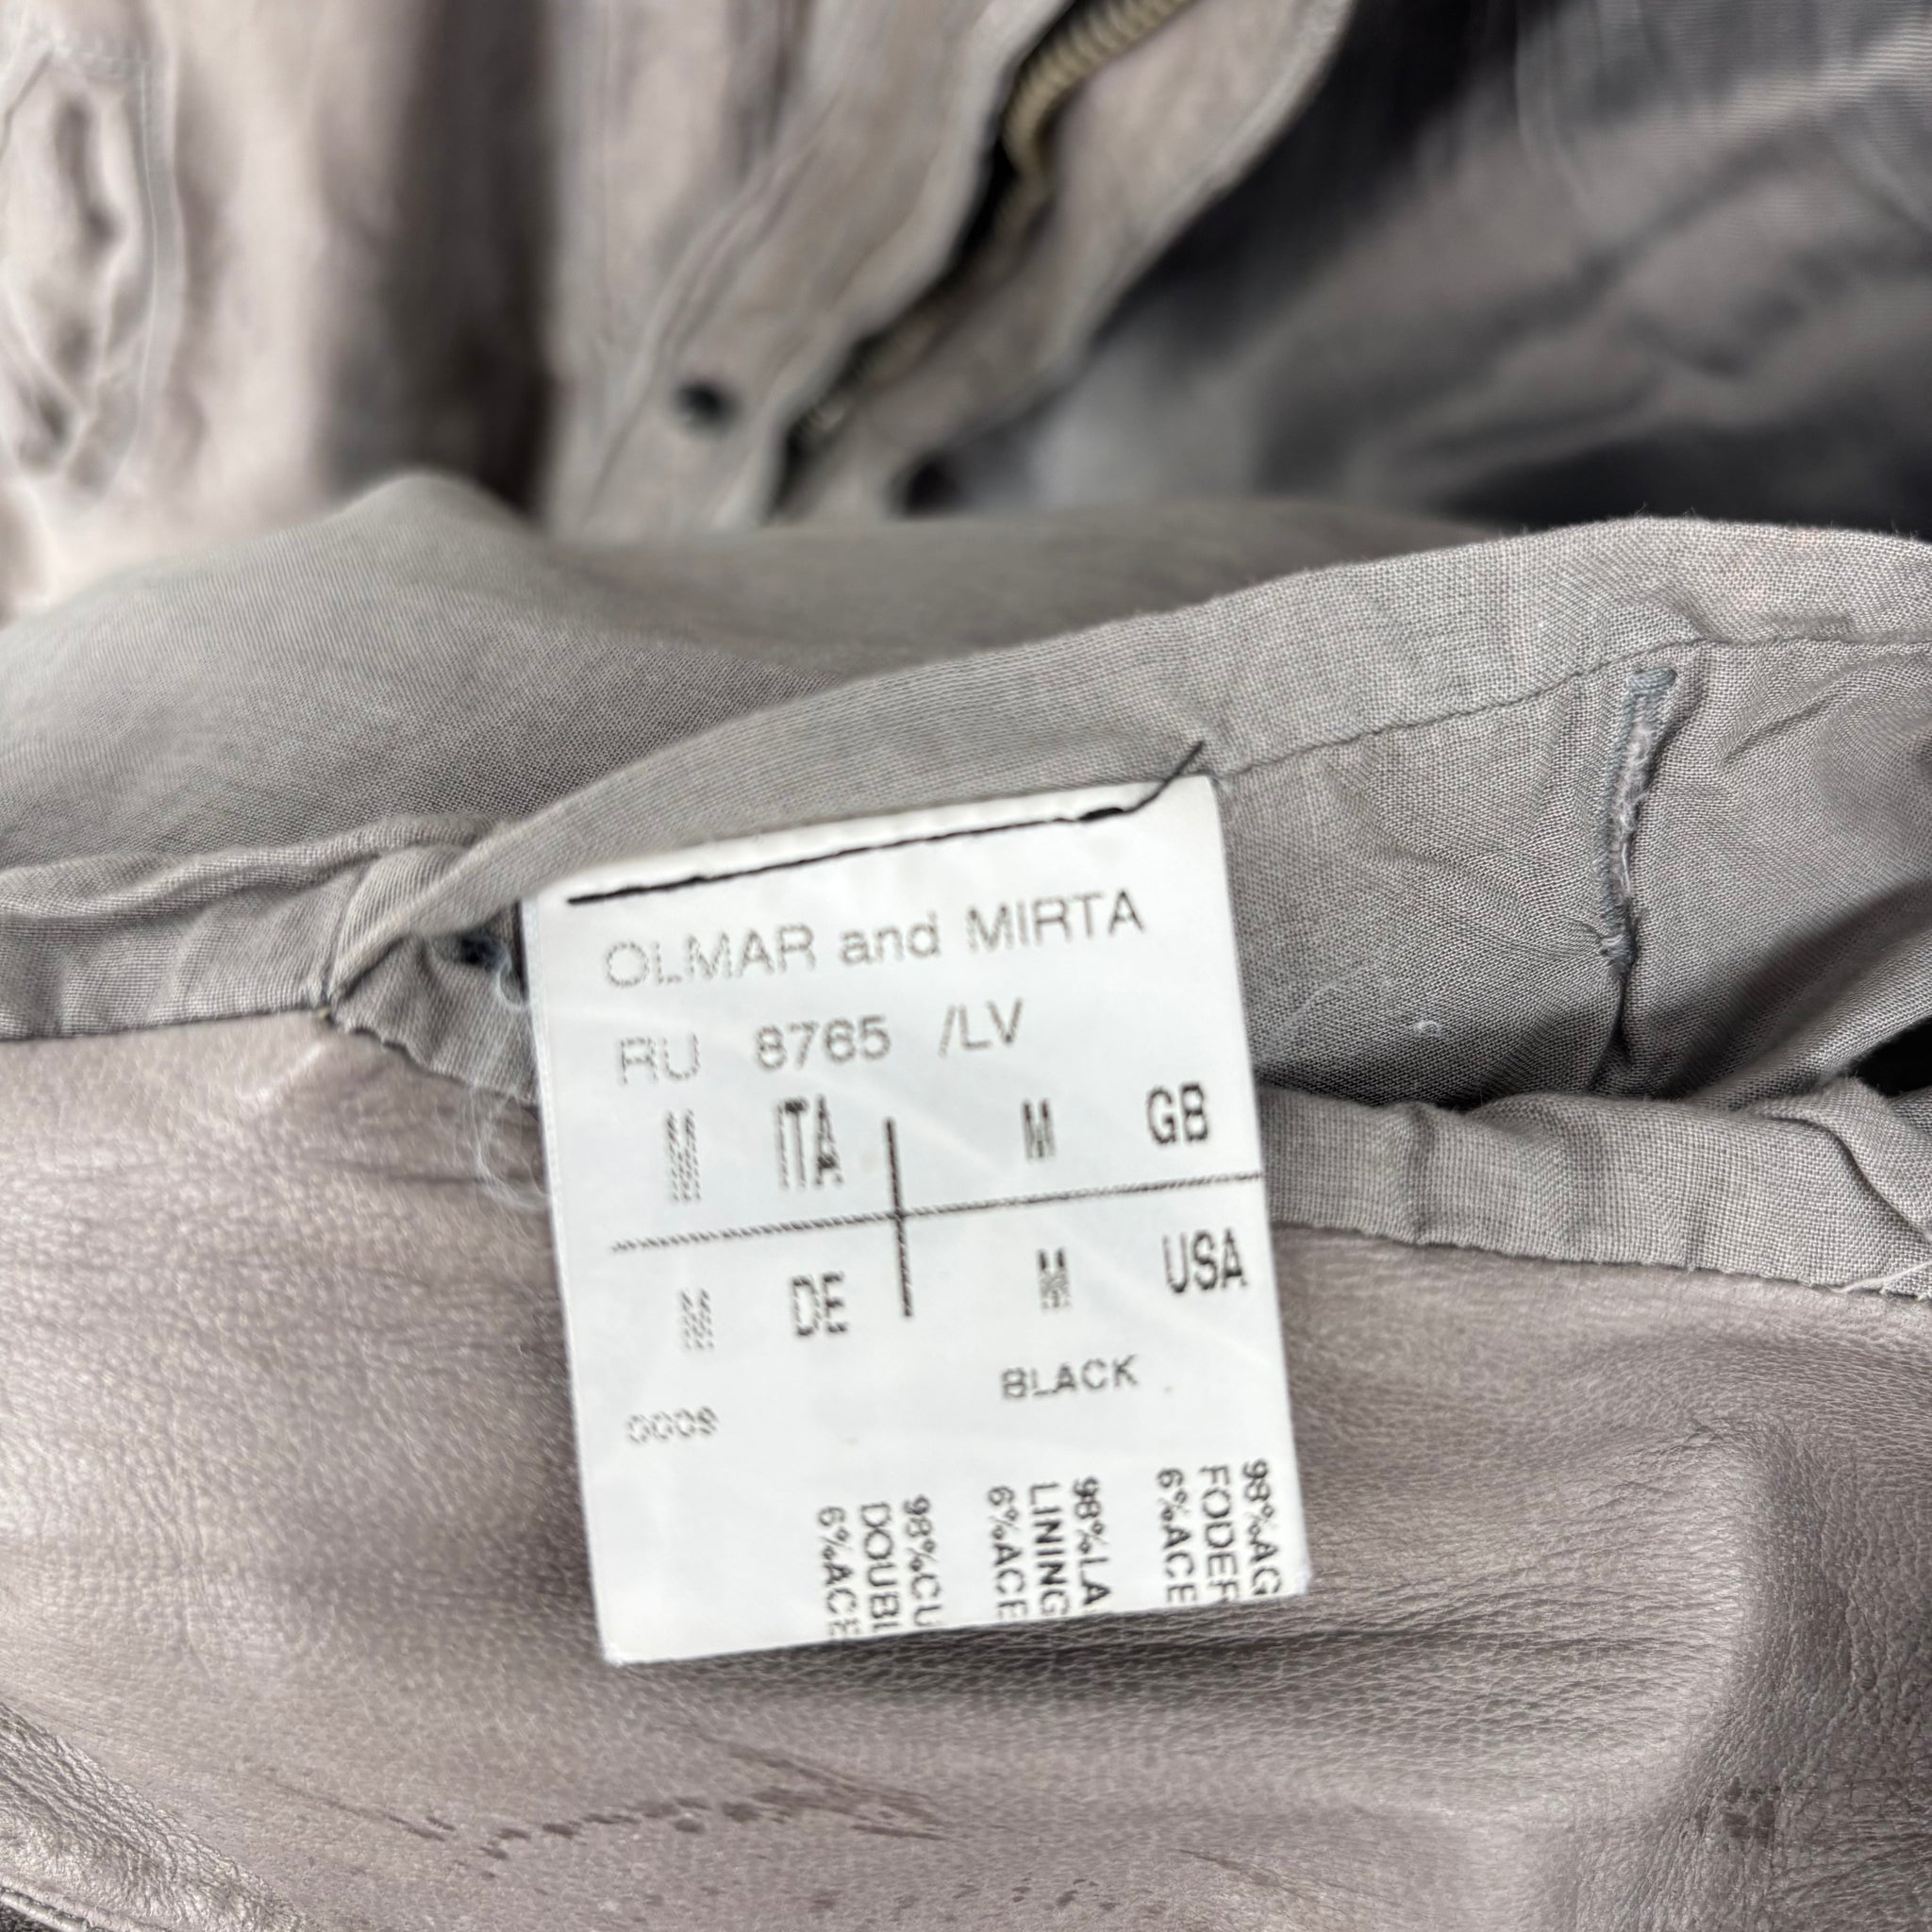 OLMAR and MIRTA
RU 8765 /LV
M ITA M GB
M DE M USA
BLACK
0009
98%AG
FODER
6%ACE
98%LA
LINING
6%ACE
98%CU
DOUBL
6%ACE